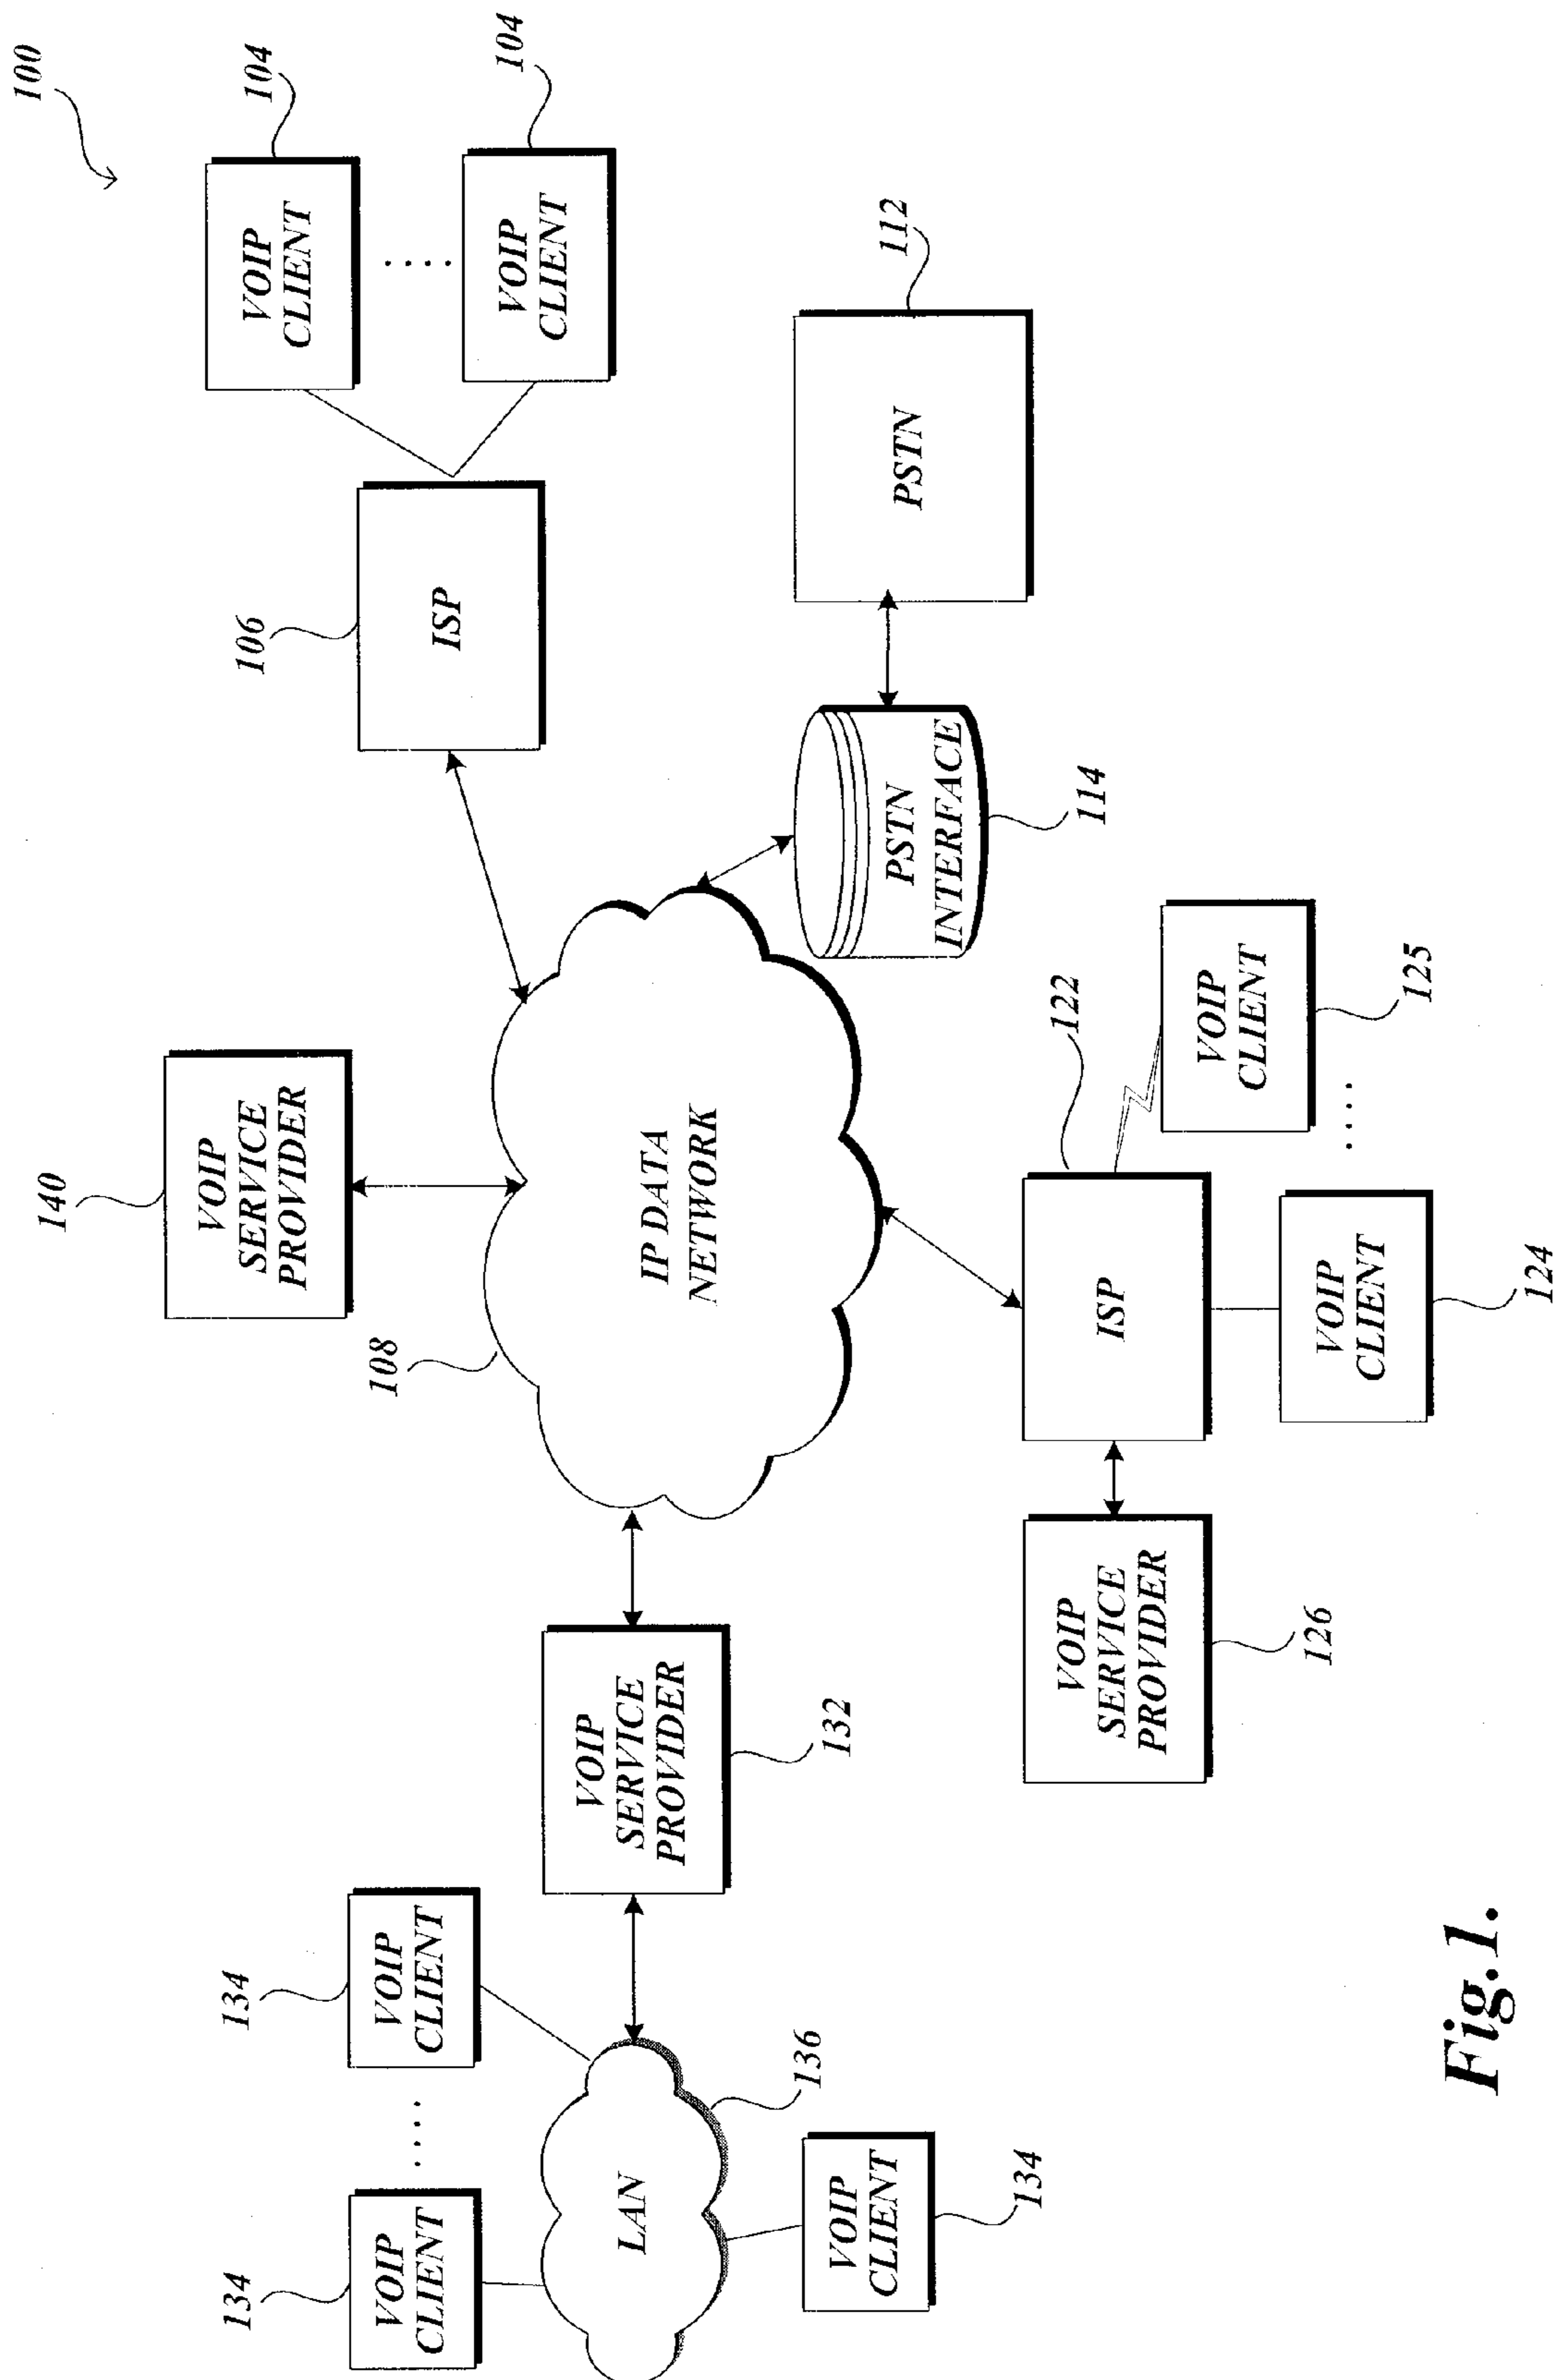 100
104
VOIP
CLIENT
....
104
VOIP
CLIENT
106
ISP
112
PSTN
114
PSTN
INTERFACE
140
VOIP
SERVICE
PROVIDER
108
IP DATA
NETWORK
122
ISP
125
VOIP
CLIENT
....
124
VOIP
CLIENT
126
VOIP
SERVICE
PROVIDER
132
VOIP
SERVICE
PROVIDER
134
VOIP
CLIENT
....
134
VOIP
CLIENT
136
LAN
134
VOIP
CLIENT
Fig.1.